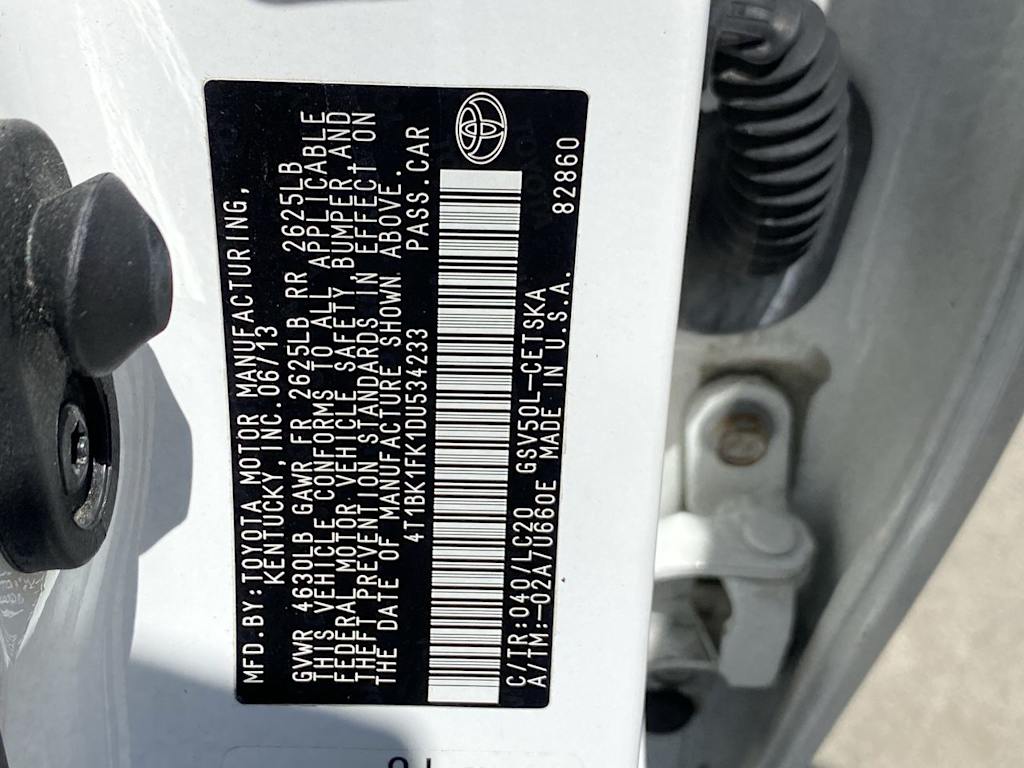 MFD.BY:TOYOTA MOTOR MANUFACTURING,
KENTUCKY,INC. 06/13
GVWR 4630LB GAWR FR 2625LB RR 2625LB
THIS VEHICLE CONFORMS TO ALL APPLICABLE
FEDERAL MOTOR VEHICLE SAFETY,BUMPER,AND
THEFT PREVENTION STANDARDS IN EFFECT ON
THE DATE OF MANUFACTURE SHOWN ABOVE.
4T1BK1FK1DU534233 PASS.CAR
C/TR:040/LC20 GSV50L-CETSKA
A/TM:-02A/U660E MADE IN U.S.A. 82860